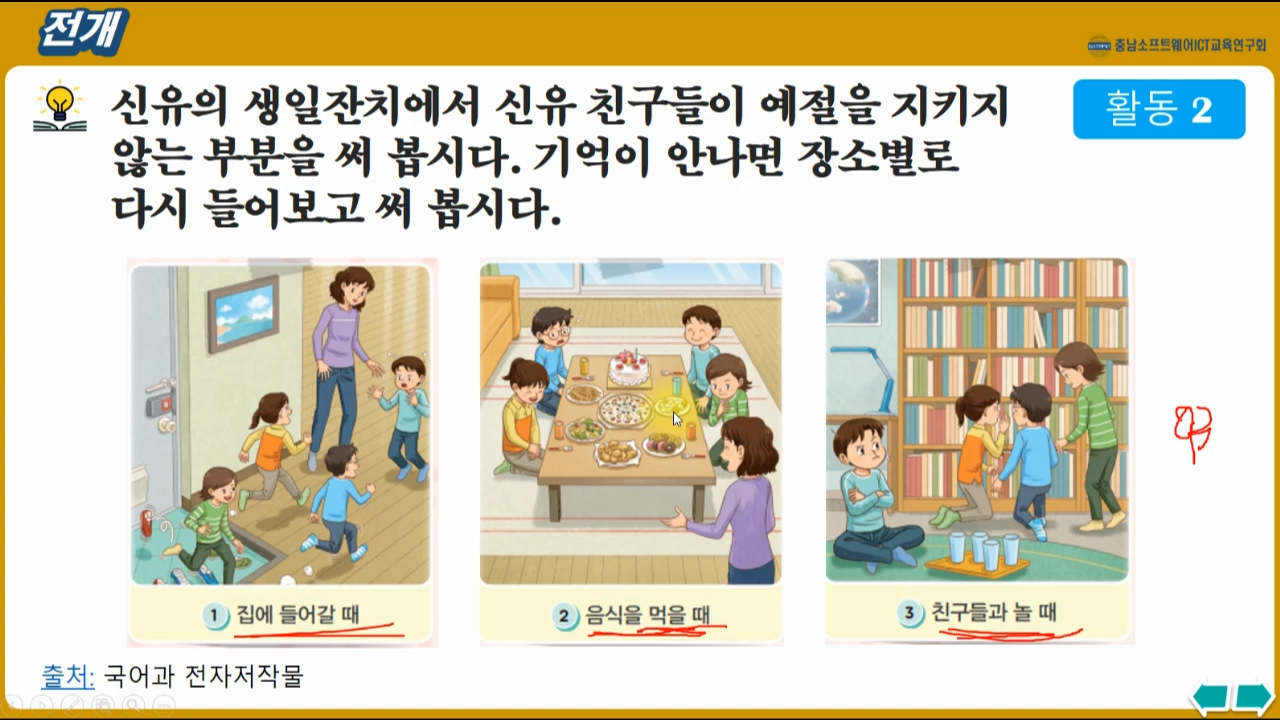 전개
충남소프트웨어ICT교육연구회
신유의 생일잔치에서 신유 친구들이 예절을 지키지
않는 부분을 써 봅시다. 기억이 안나면 장소별로
다시 들어보고 써 봅시다.
활동 2
1 집에 들어갈 때
2 음식을 먹을 때
3 친구들과 놀 때
출처: 국어과 전자저작물